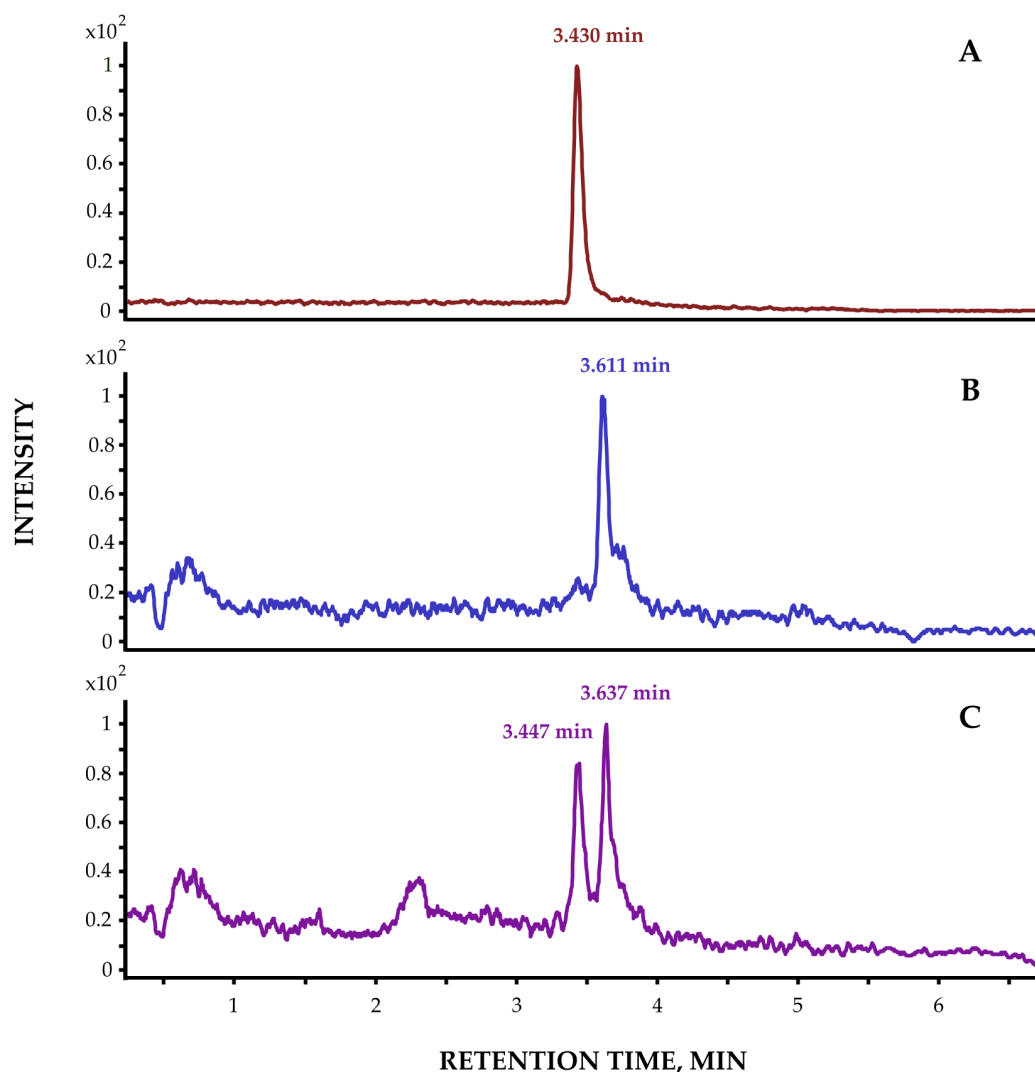 x10²
3.430 min
A
1
0.8
0.6
0.4
0.2
0
x10²
3.611 min
B
1
0.8
0.6
0.4
0.2
0
INTENSITY
x10²
3.637 min
3.447 min
C
1
0.8
0.6
0.4
0.2
0
1 2 3 4 5 6
RETENTION TIME, MIN